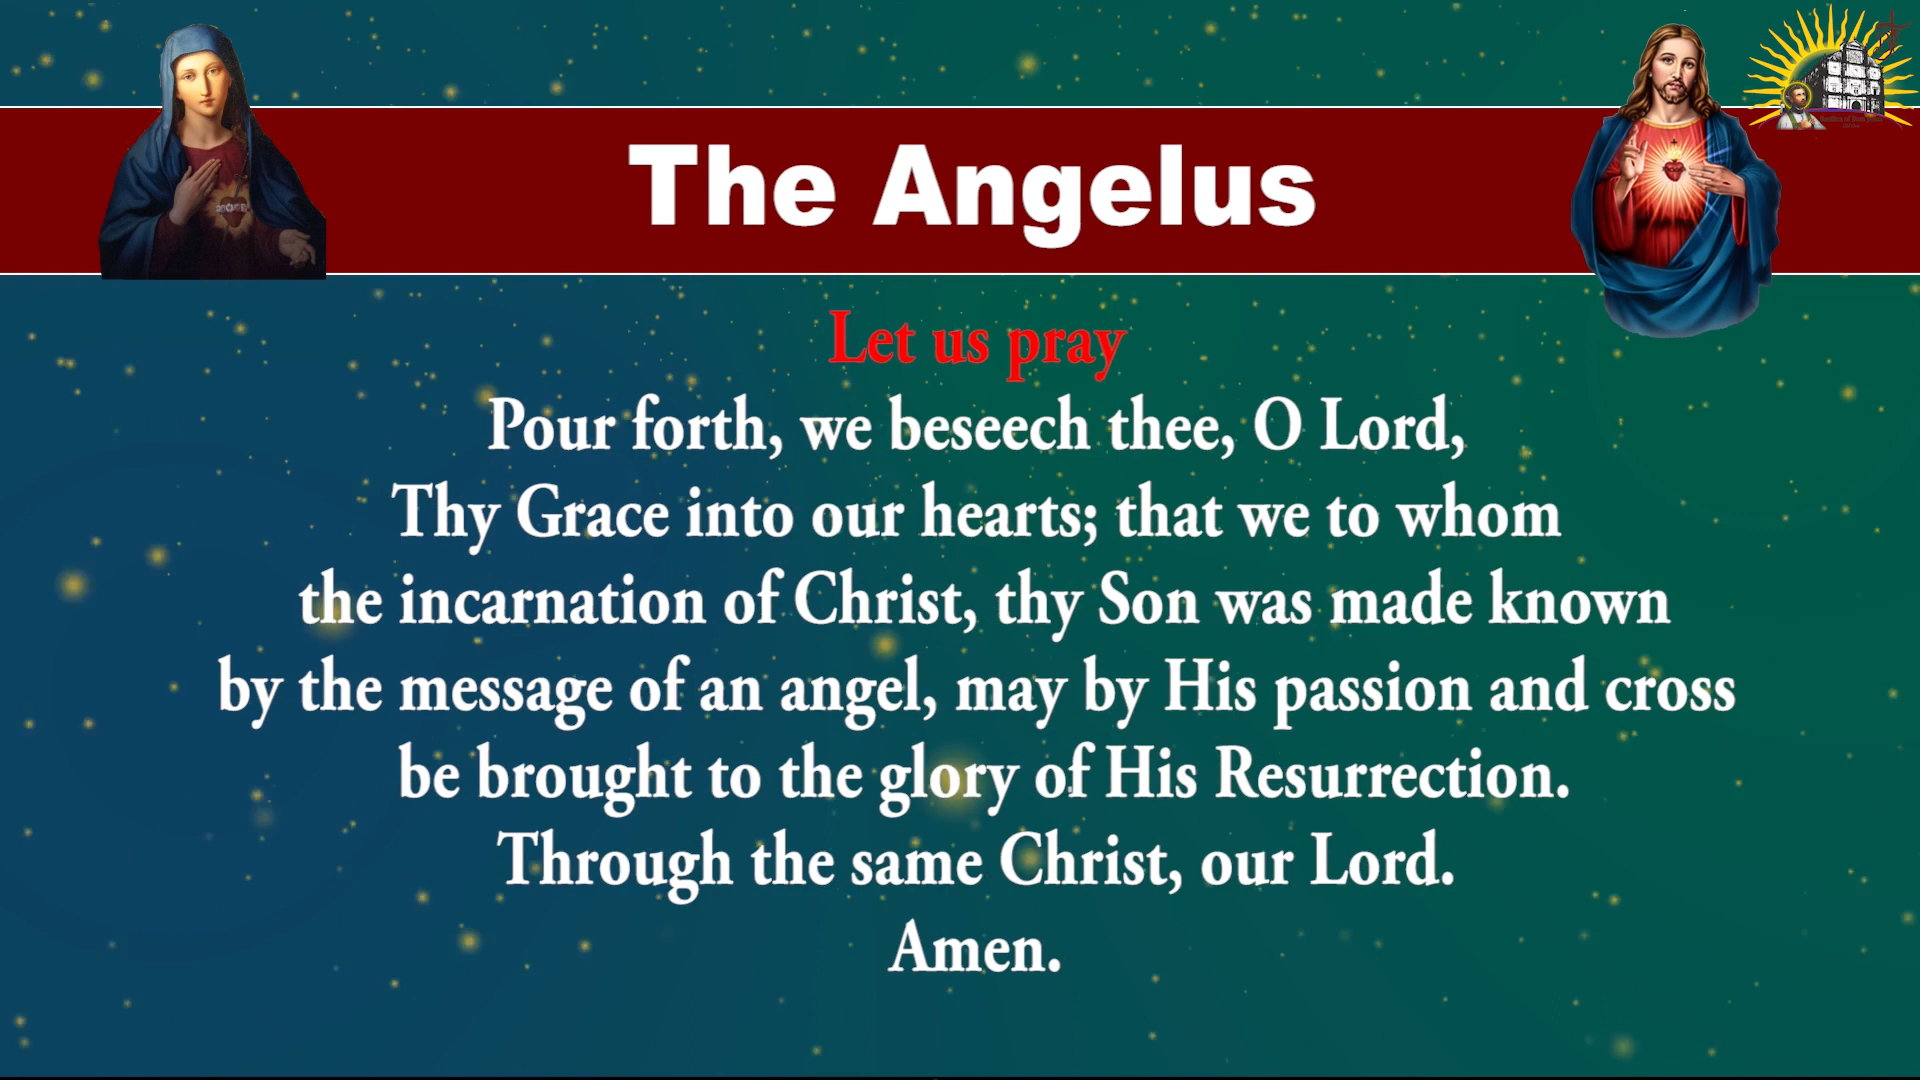 The Angelus
Let us pray
Pour forth, we beseech thee, O Lord,
Thy Grace into our hearts; that we to whom
the incarnation of Christ, thy Son was made known
by the message of an angel, may by His passion and cross
be brought to the glory of His Resurrection.
Through the same Christ, our Lord.
Amen.